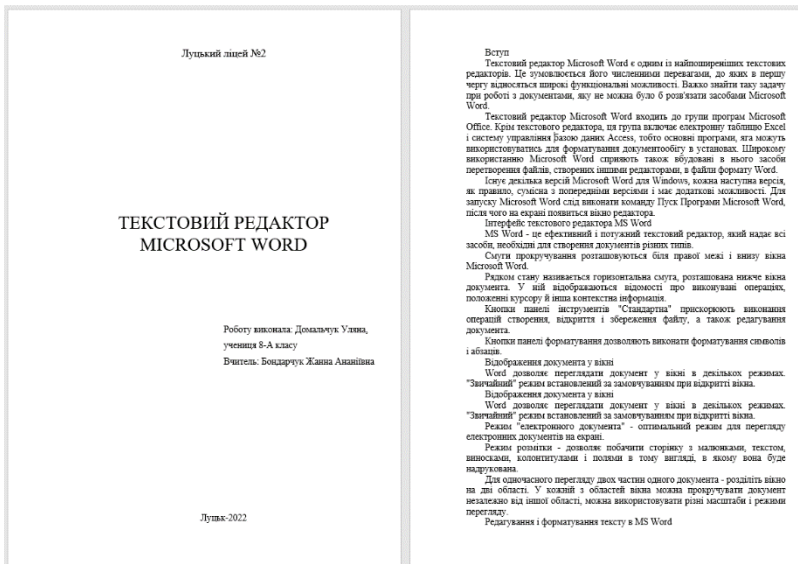 Луцький ліцей №2
ТЕКСТОВИЙ РЕДАКТОР
MICROSOFT WORD
Роботу виконала: Домальчук Уляна,
учениця 8-А класу
Вчитель: Бондарчук Жанна Ананіївна
Луцьк-2022
Вступ
Текстовий редактор Microsoft Word є одним із найпоширеніших текстових
редакторів. Це зумовлюється його численними перевагами, до яких в першу
чергу відносяться широкі функціональні можливості. Важко знайти таку задачу
при роботі з документами, яку не можна було б розв'язати засобами Microsoft
Word.
Текстовий редактор Microsoft Word входить до групи програм Microsoft
Office. Крім текстового редактора, ця група включає електронну таблицю Excel
і систему управління базою даних Access, тобто основні програми, яга можуть
використовуватись для форматування документообігу в установах. Широкому
використанню Microsoft Word сприяють також вбудовані в нього засоби
перетворення файлів, створених іншими редакторами, в файли формату Word.
Існує декілька версій Microsoft Word для Windows, кожна наступна версія,
як правило, сумісна з попередніми версіями і має додаткові можливості. Для
запуску Microsoft Word слід виконати команду Пуск Програми Microsoft Word,
після чого на екрані появиться вікно редактора.
Інтерфейс текстового редактора MS Word
MS Word - це ефективний і потужний текстовий редактор, який надає всі
засоби, необхідні для створення документів різних типів.
Смуги прокручування розташовуються біля правої межі і внизу вікна
Microsoft Word.
Рядком стану називається горизонтальна смуга, розташована нижче вікна
документа. У ній відображаються відомості про виконувані операціях,
положенні курсору й інша контекстна інформація.
Кнопки панелі інструментів "Стандартна" прискорюють виконання
операцій створення, відкриття і збереження файлу, а також редагування
документа.
Кнопки панелі форматування дозволяють виконати форматування символів
і абзаців.
Відображення документа у вікні
Word дозволяє переглядати документ у вікні в декількох режимах.
"Звичайний" режим встановлений за замовчуванням при відкритті вікна.
Відображення документа у вікні
Word дозволяє переглядати документ у вікні в декількох режимах.
"Звичайний" режим встановлений за замовчуванням при відкритті вікна.
Режим "електронного документа" - оптимальний режим для перегляду
електронних документів на екрані.
Режим розмітки - дозволяє побачити сторінку з малюнками, текстом,
виносками, колонтитулами і полями в тому вигляді, в якому вона буде
надрукована.
Для одночасного перегляду двох частин одного документа - розділіть вікно
на дві області. У кожній з областей вікна можна прокручувати документ
незалежно від іншої області, можна використовувати різні масштаби і режими
перегляду.
Редагування і форматування тексту в MS Word